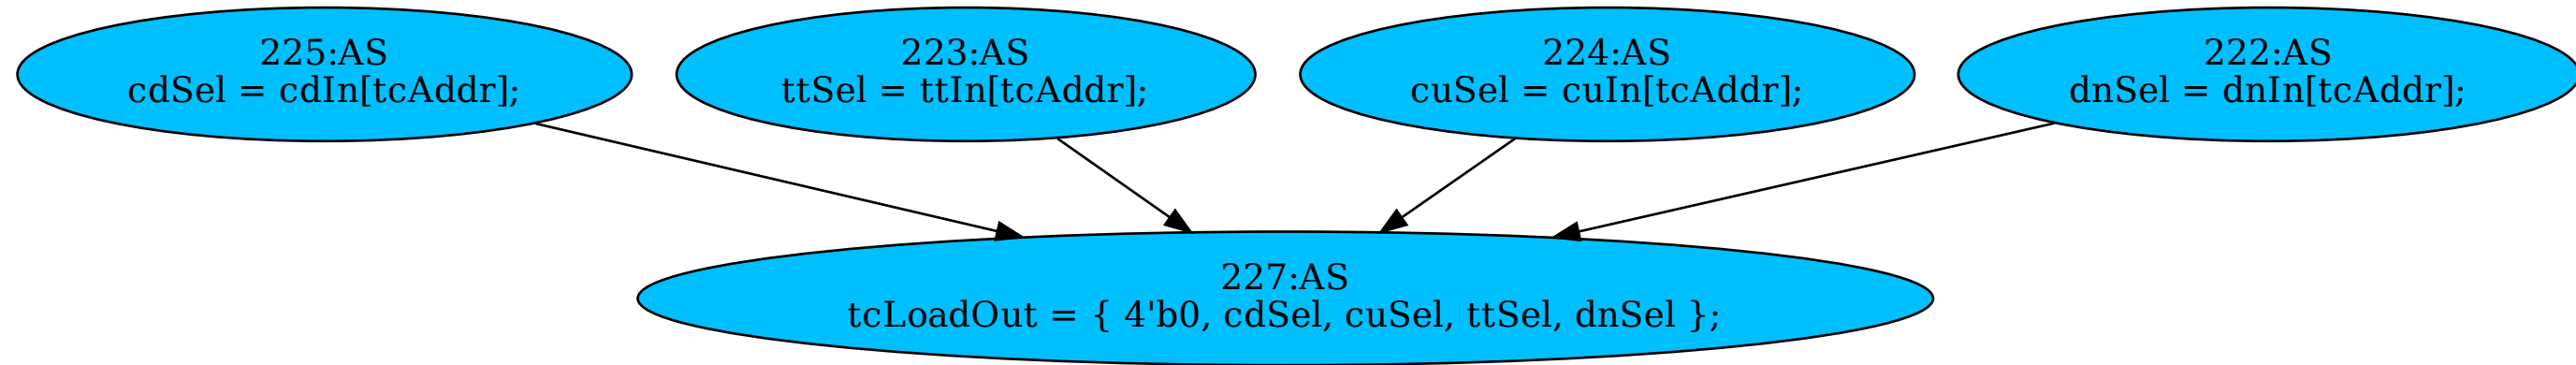 225:AS
cdSel = cdIn[tcAddr];
223:AS
ttSel = ttIn[tcAddr];
224:AS
cuSel = cuIn[tcAddr];
222:AS
dnSel = dnIn[tcAddr];
227:AS
tcLoadOut = { 4'b0, cdSel, cuSel, ttSel, dnSel };